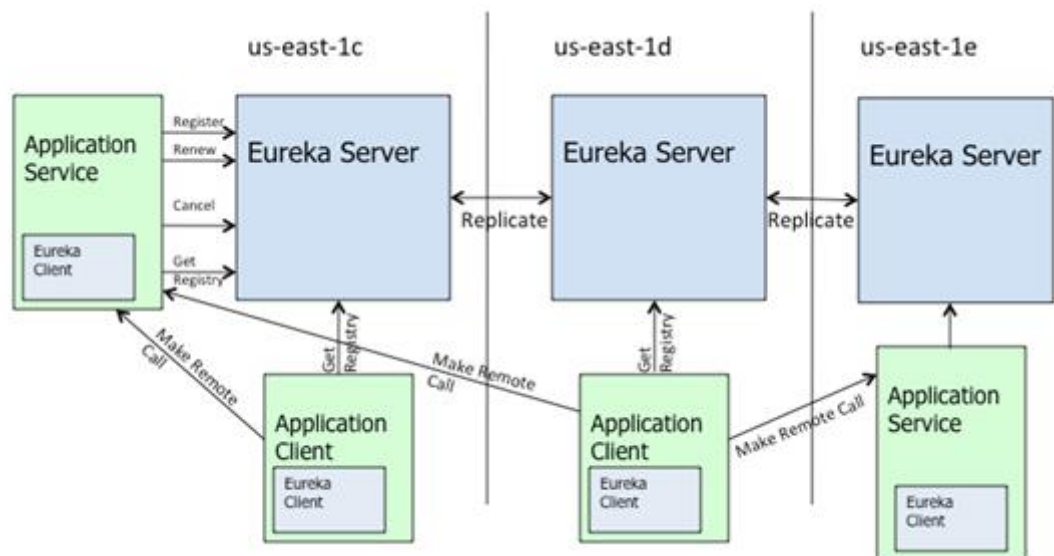 us-east-1c
us-east-1d
us-east-1e
Application
Service
Eureka
Client
Register
Renew
Cancel
Get
Registry
Eureka Server
Replicate
Eureka Server
Replicate
Eureka Server
Make Remote
Call
Get
Registry
Make Remote
Call
Get
Registry
Make Remote Call
Application
Client
Eureka
Client
Application
Client
Eureka
Client
Application
Service
Eureka
Client